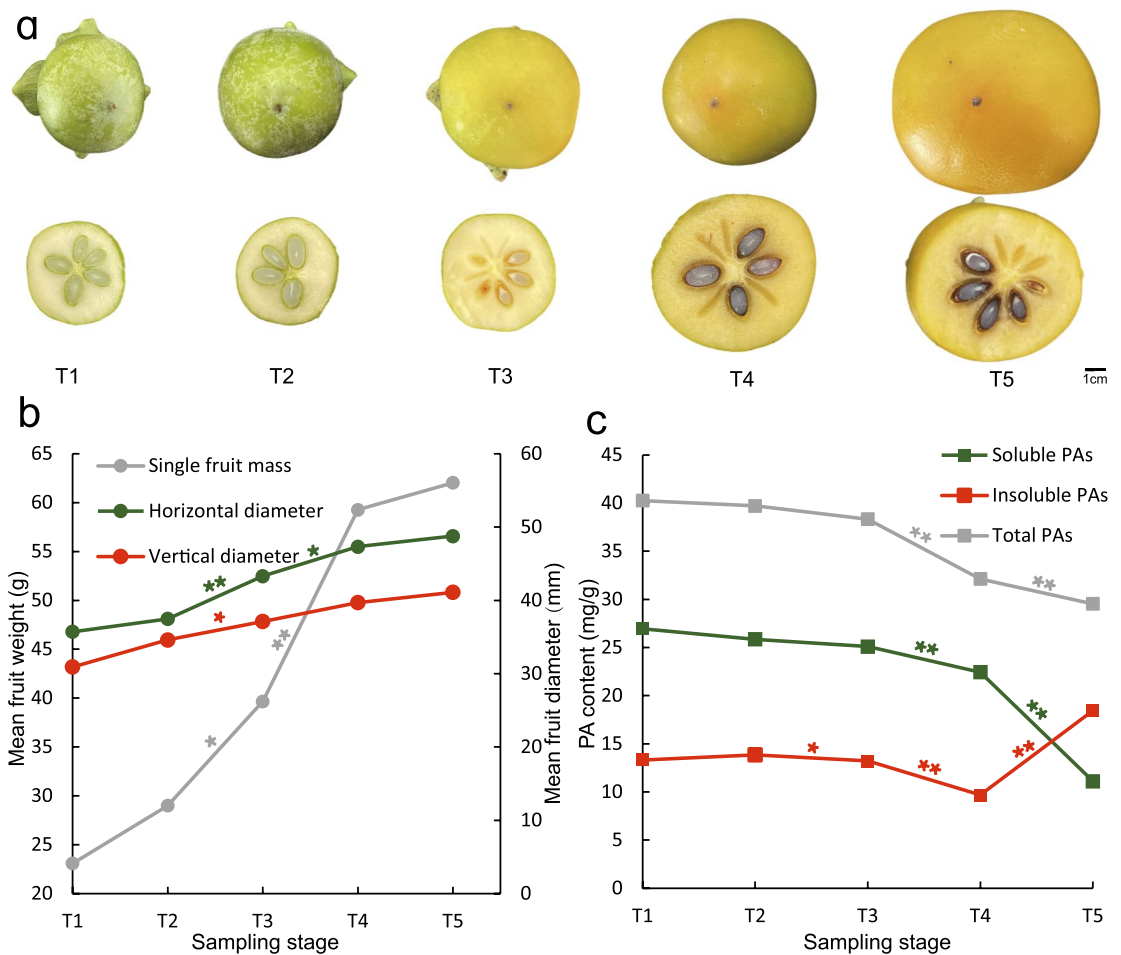 a
T1
T2
T3
T4
T5
1cm
b
65
60
55
50
45
40
35
30
25
20
Mean fruit weight (g)
Single fruit mass
Horizontal diameter
Vertical diameter
**
*
*
*
**
60
50
40
30
20
10
0
Mean fruit diameter (mm)
T1 T2 T3 T4 T5
Sampling stage
c
45
40
35
30
25
20
15
10
5
0
PA content (mg/g)
Soluble PAs
Insoluble PAs
Total PAs
**
**
**
**
*
**
**
T1 T2 T3 T4 T5
Sampling stage